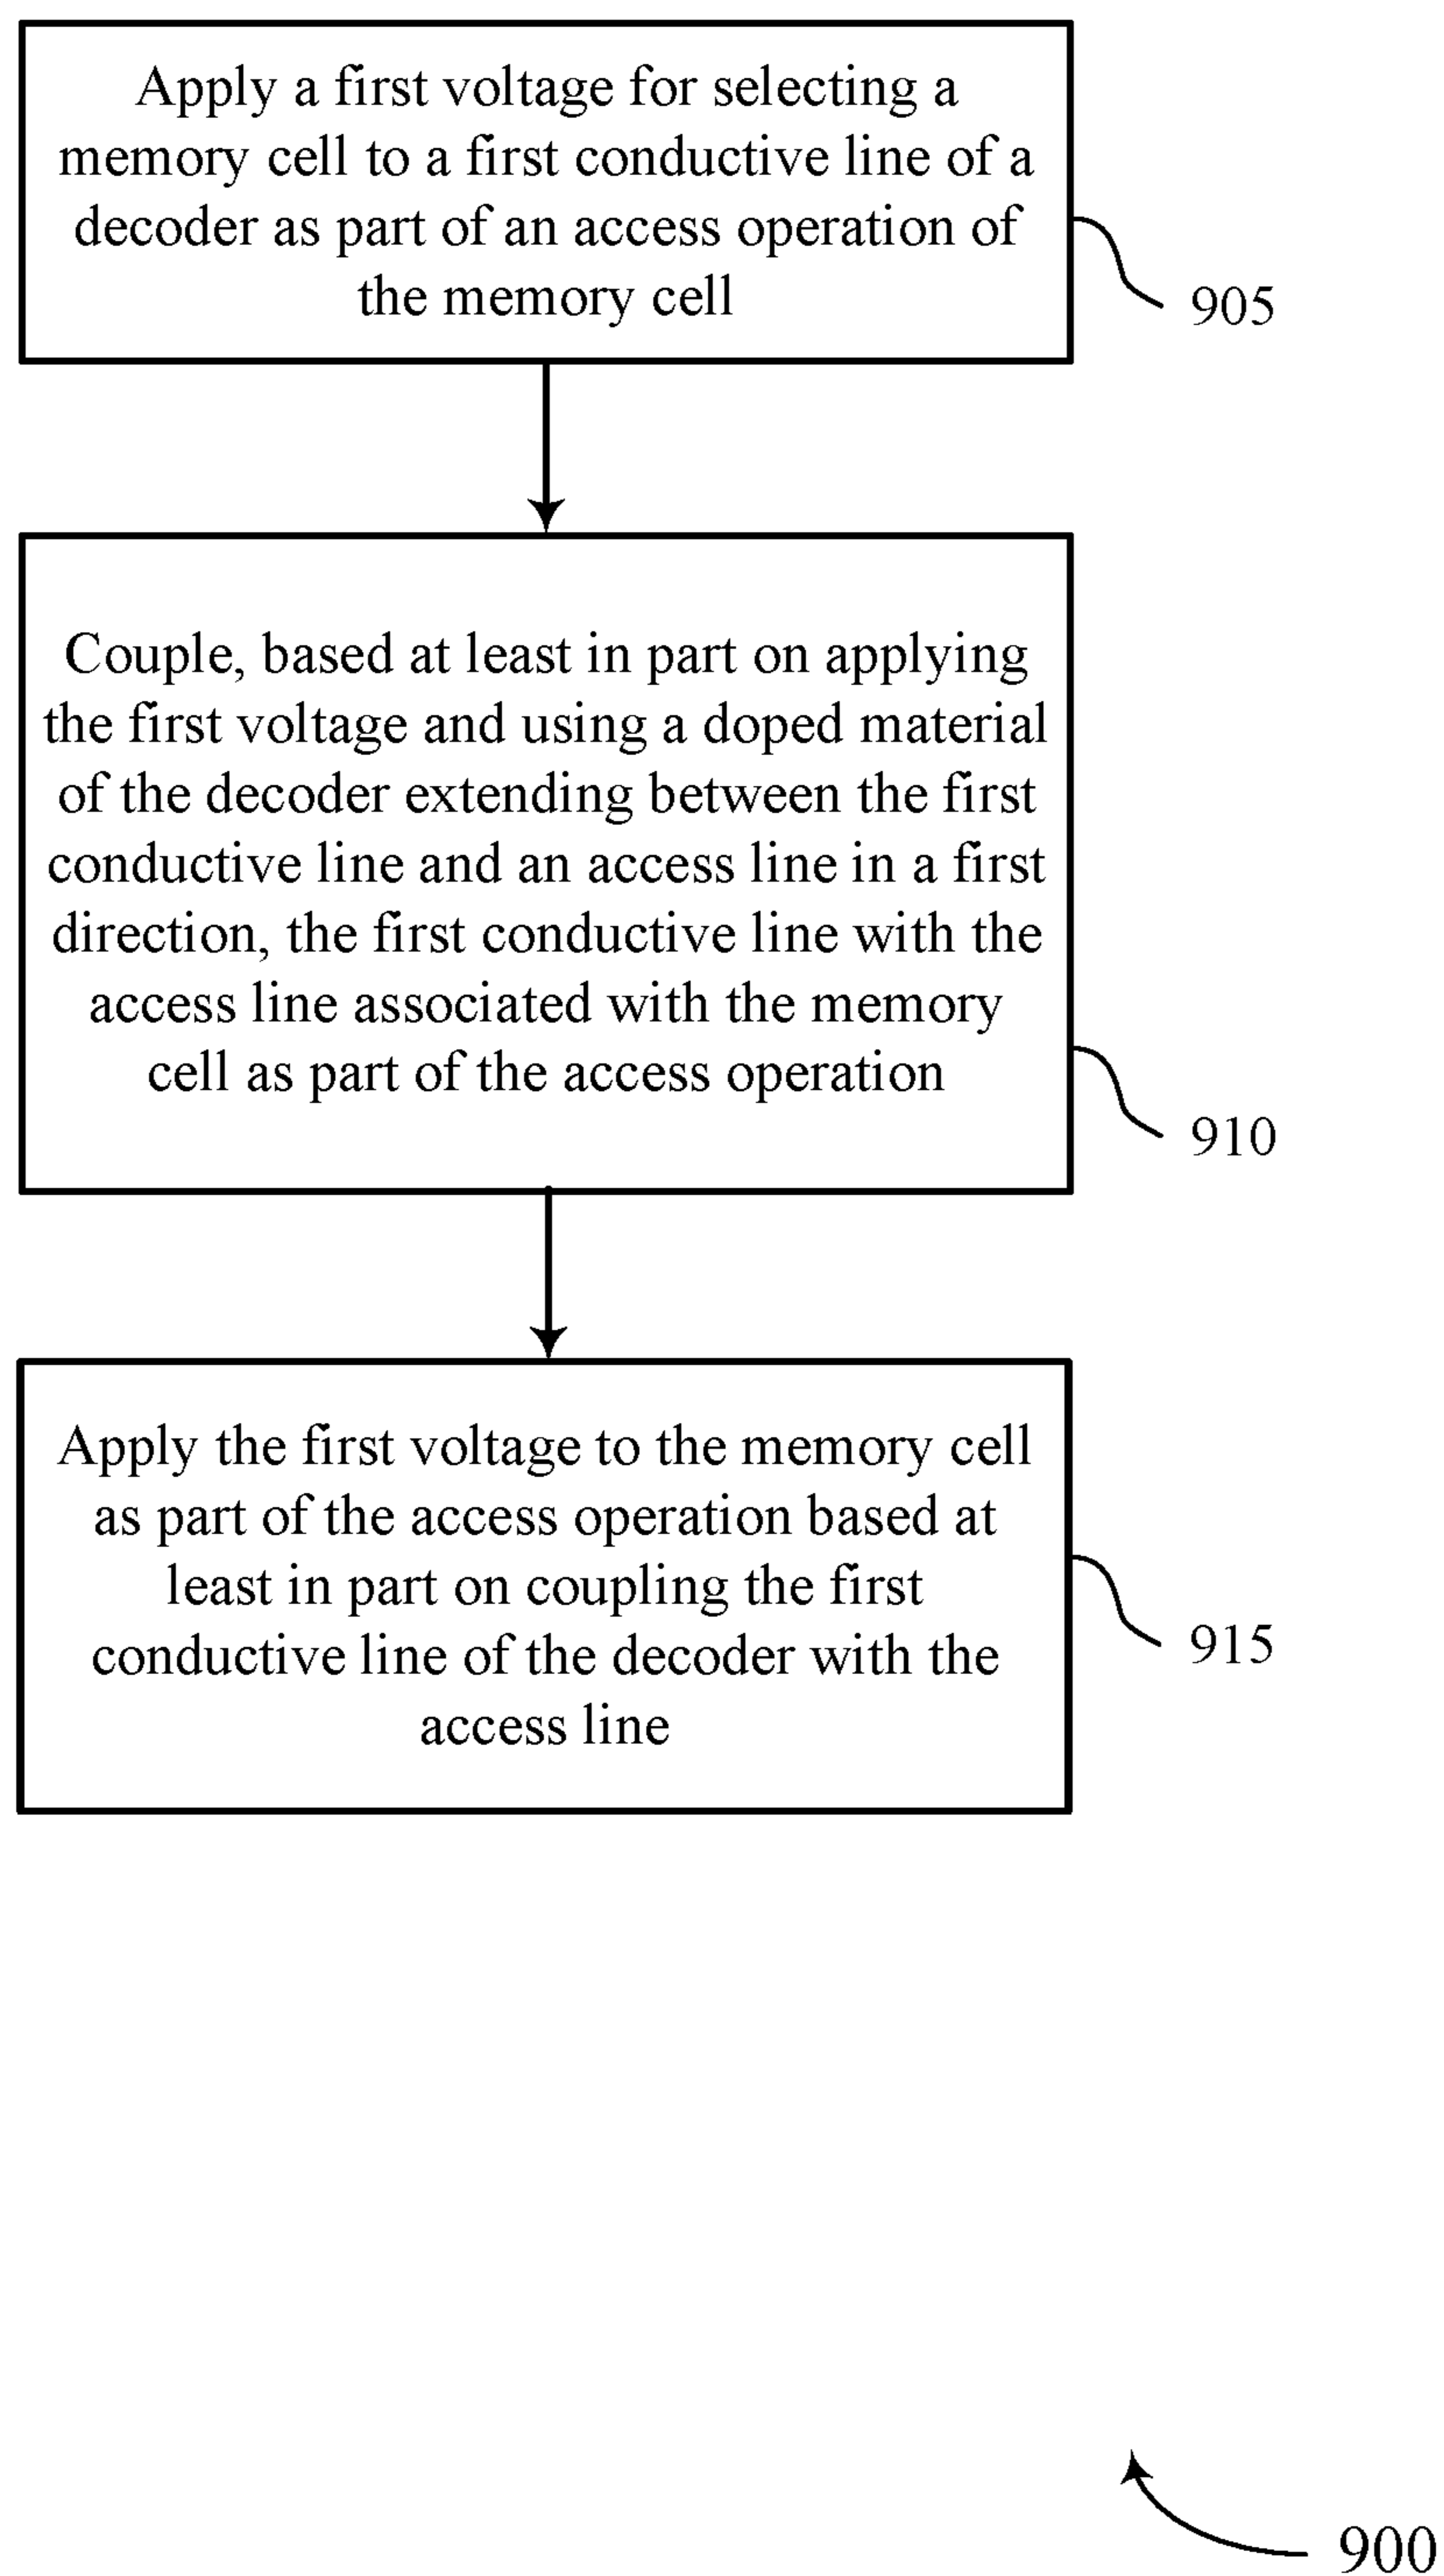 Apply a first voltage for selecting a
memory cell to a first conductive line of a
decoder as part of an access operation of
the memory cell
905
Couple, based at least in part on applying
the first voltage and using a doped material
of the decoder extending between the first
conductive line and an access line in a first
direction, the first conductive line with the
access line associated with the memory
cell as part of the access operation
910
Apply the first voltage to the memory cell
as part of the access operation based at
least in part on coupling the first
conductive line of the decoder with the
access line
915
900